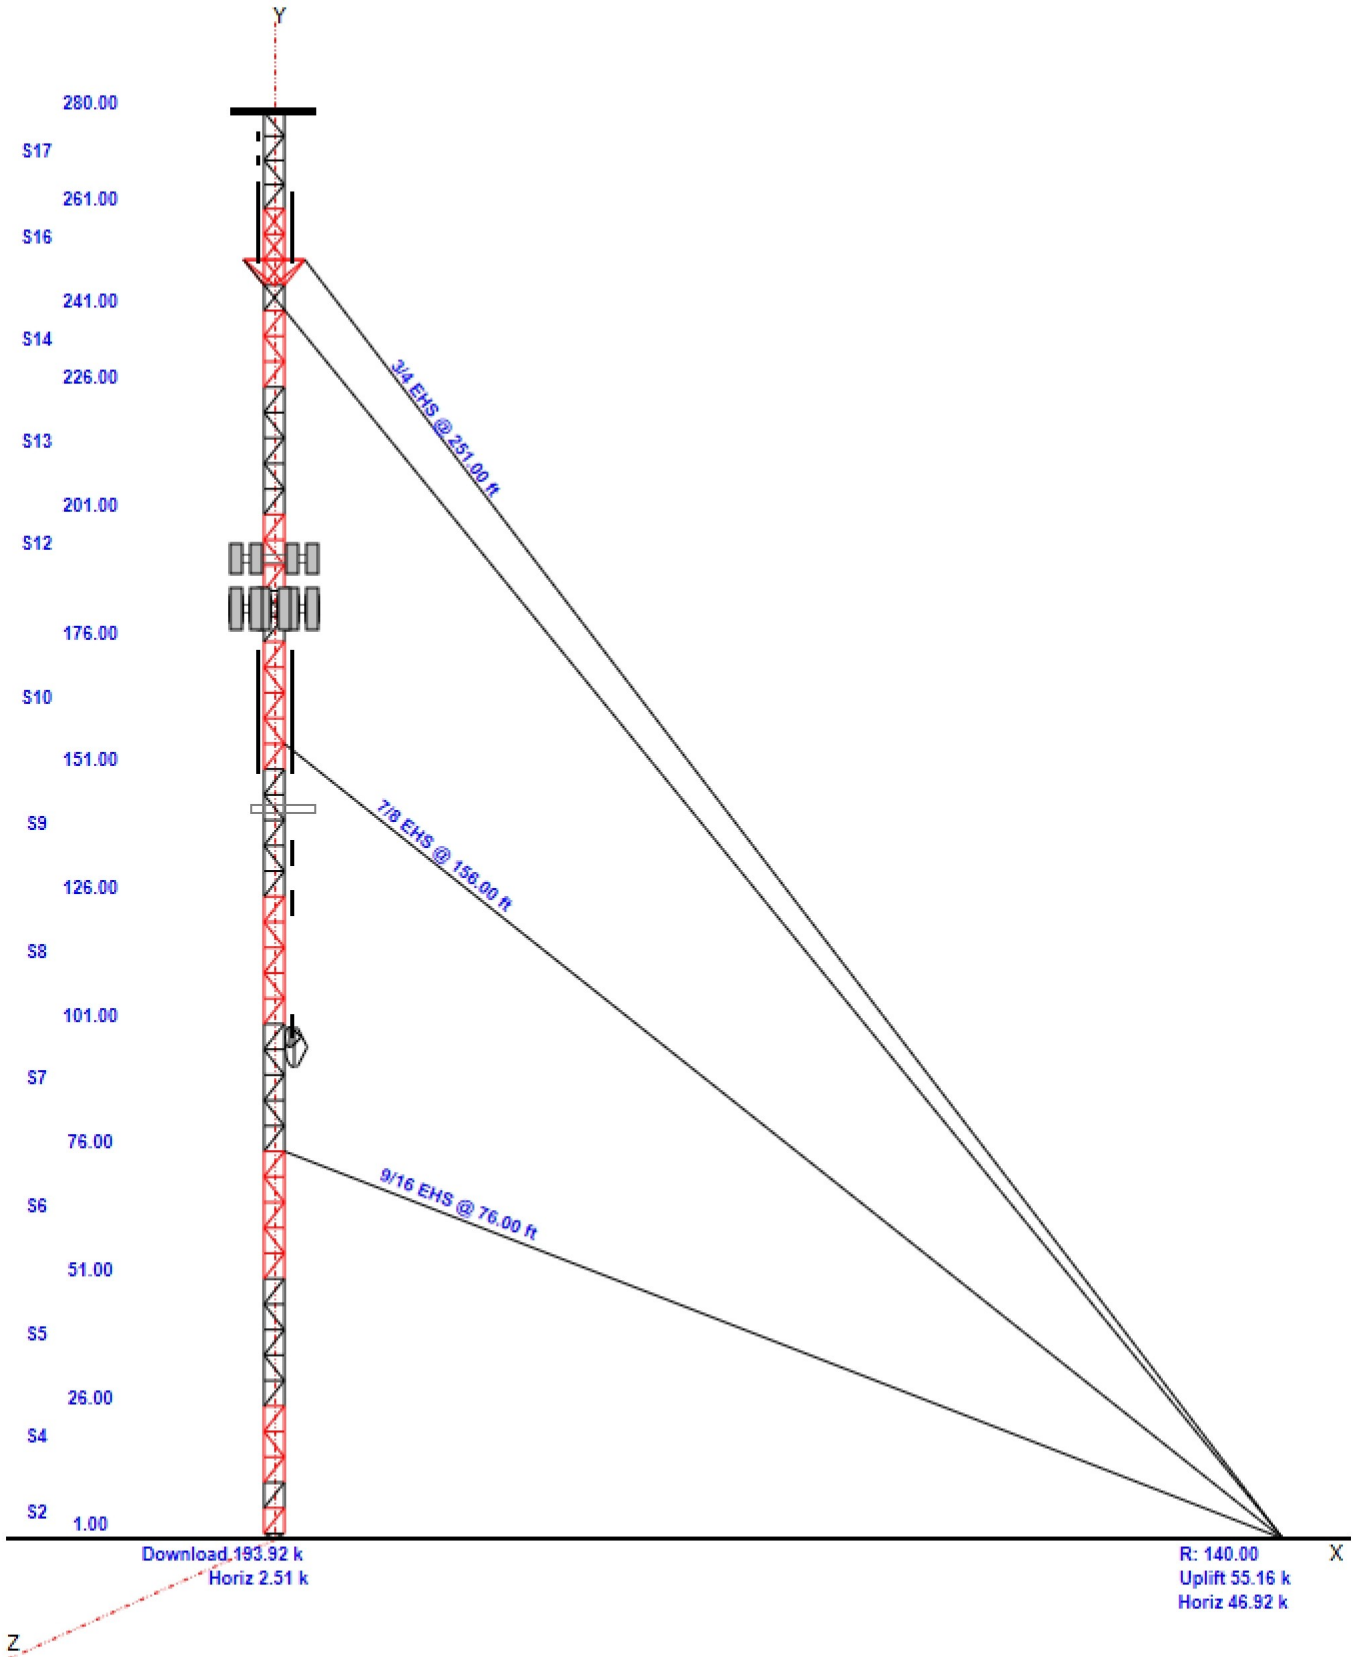 Y
280.00
S17
261.00
S16
241.00
S14
226.00
3/4 EHS @ 251.00 ft
S13
201.00
S12
176.00
S10
151.00
7/8 EHS @ 156.00 ft
S9
126.00
S8
101.00
S7
76.00
9/16 EHS @ 76.00 ft
S6
51.00
S5
26.00
S4
S2
1.00
Download 193.92 k
Horiz 2.51 k
R: 140.00
X
Uplift 55.16 k
Horiz 46.92 k
Z